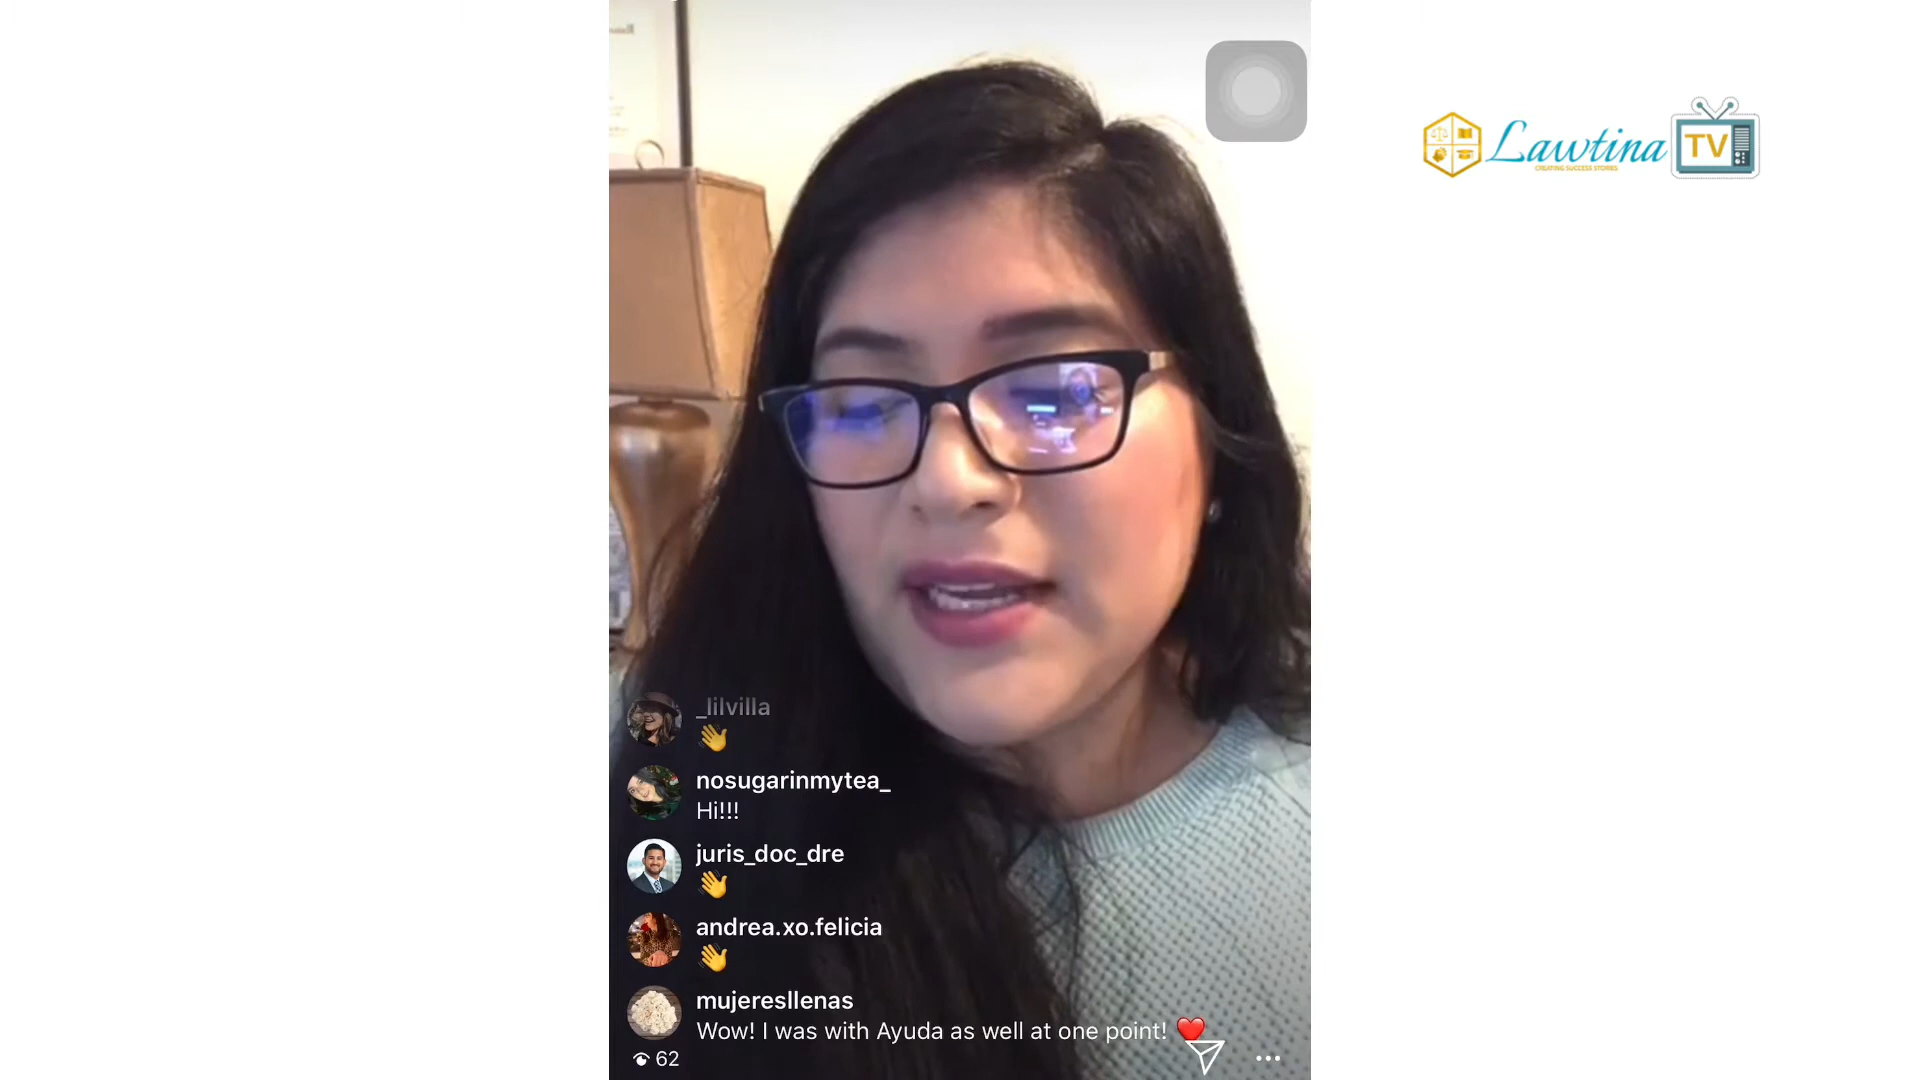 Lawtina
TV
CREATING SUCCESS STORIES
_lilvilla
👋
nosugarinmytea_
Hi!!!
juris_doc_dre
👋
andrea.xo.felicia
👋
mujeresllenas
Wow! I was with Ayuda as well at one point! ❤️
62